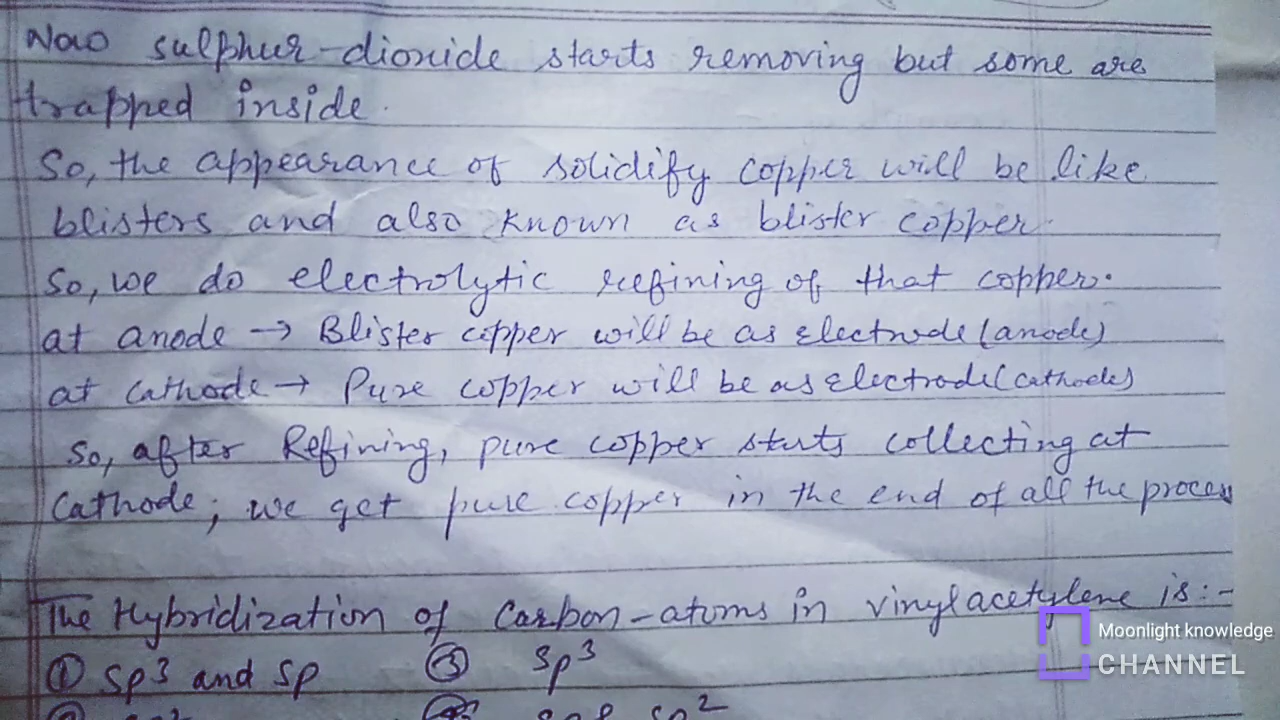 Now sulphur-dioxide starts removing but some are
trapped inside.
So, the appearance of solidify copper will be like
blisters and also known as blister copper.
So, we do electrolytic refining of that copper.
at anode → Blister copper will be as electrode (anode)
at cathode → Pure copper will be as electrode (cathode)
So, after Refining, pure copper starts collecting at
Cathode; we get pure copper in the end of all the process
The Hybridization of Carbon-atoms in vinylacetylene is:-
① sp³ and sp ③ sp³
sp²
Moonlight knowledge
CHANNEL